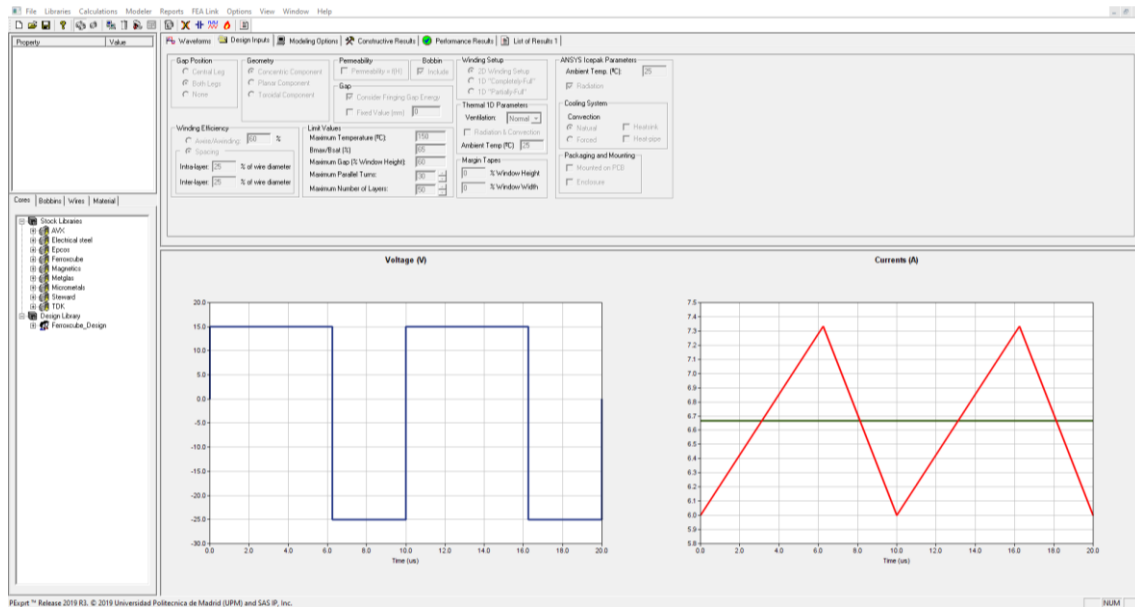 File Libraries Calculations Modeler Reports FEA Link Options View Window Help
Property Value
Waveforms Design Inputs Modeling Options Constructive Results Performance Results List of Results 1
Gap Position
Central Leg
Both Legs
None
Geometry
Concentric Component
Planar Component
Toroidal Component
Permeability
Permeability = f(H)
Bobbin
Include
Gap
Consider Fringing Gap Energy
Fixed Value (mm) 0
Winding Setup
2D Winding Setup
1D "Completely-Full"
1D "Partially-Full"
ANSYS Icepak Parameters
Ambient Temp. (ºC) 25
Radiation
Winding Efficiency
60 %
Spacing
Intra-layer: 25 % of wire diameter
Inter-layer: 25 % of wire diameter
Limit Values
Maximum Temperature (ºC): 150
Bmax/Bsat (%) 65
Maximum Gap (% Window Height): 60
Maximum Parallel Turns: 30
Maximum Number of Layers: 50
Thermal 1D Parameters
Ventilation: Normal
Radiation & Convection
Ambient Temp (ºC) 25
Margin Tapes
0 % Window Height
0 % Window Width
Cooling System
Convection
Natural Heatsink
Forced Heat-pipe
Packaging and Mounting
Mounted on PCB
Enclosure
Cores Bobbins Wires Material
Stock Libraries
AVX
Electrical steel
Epcos
Ferroxcube
Magnetics
Metglas
Micrometals
Steward
TDK
Design Library
Ferroxcube_Design
Voltage (V)
20.0
15.0
10.0
5.0
0.0
-5.0
-10.0
-15.0
-20.0
-25.0
-30.0
0.0 2.0 4.0 6.0 8.0 10.0 12.0 14.0 16.0 18.0 20.0
Time (us)
Currents (A)
7.5
7.4
7.3
7.2
7.1
7.0
6.9
6.8
6.7
6.6
6.5
6.4
6.3
6.2
6.1
6.0
5.9
5.8
0.0 2.0 4.0 6.0 8.0 10.0 12.0 14.0 16.0 18.0 20.0
Time (us)
PExprt ™ Release 2019 R3. © 2019 Universidad Politecnica de Madrid (UPM) and SAS IP, Inc.
NUM